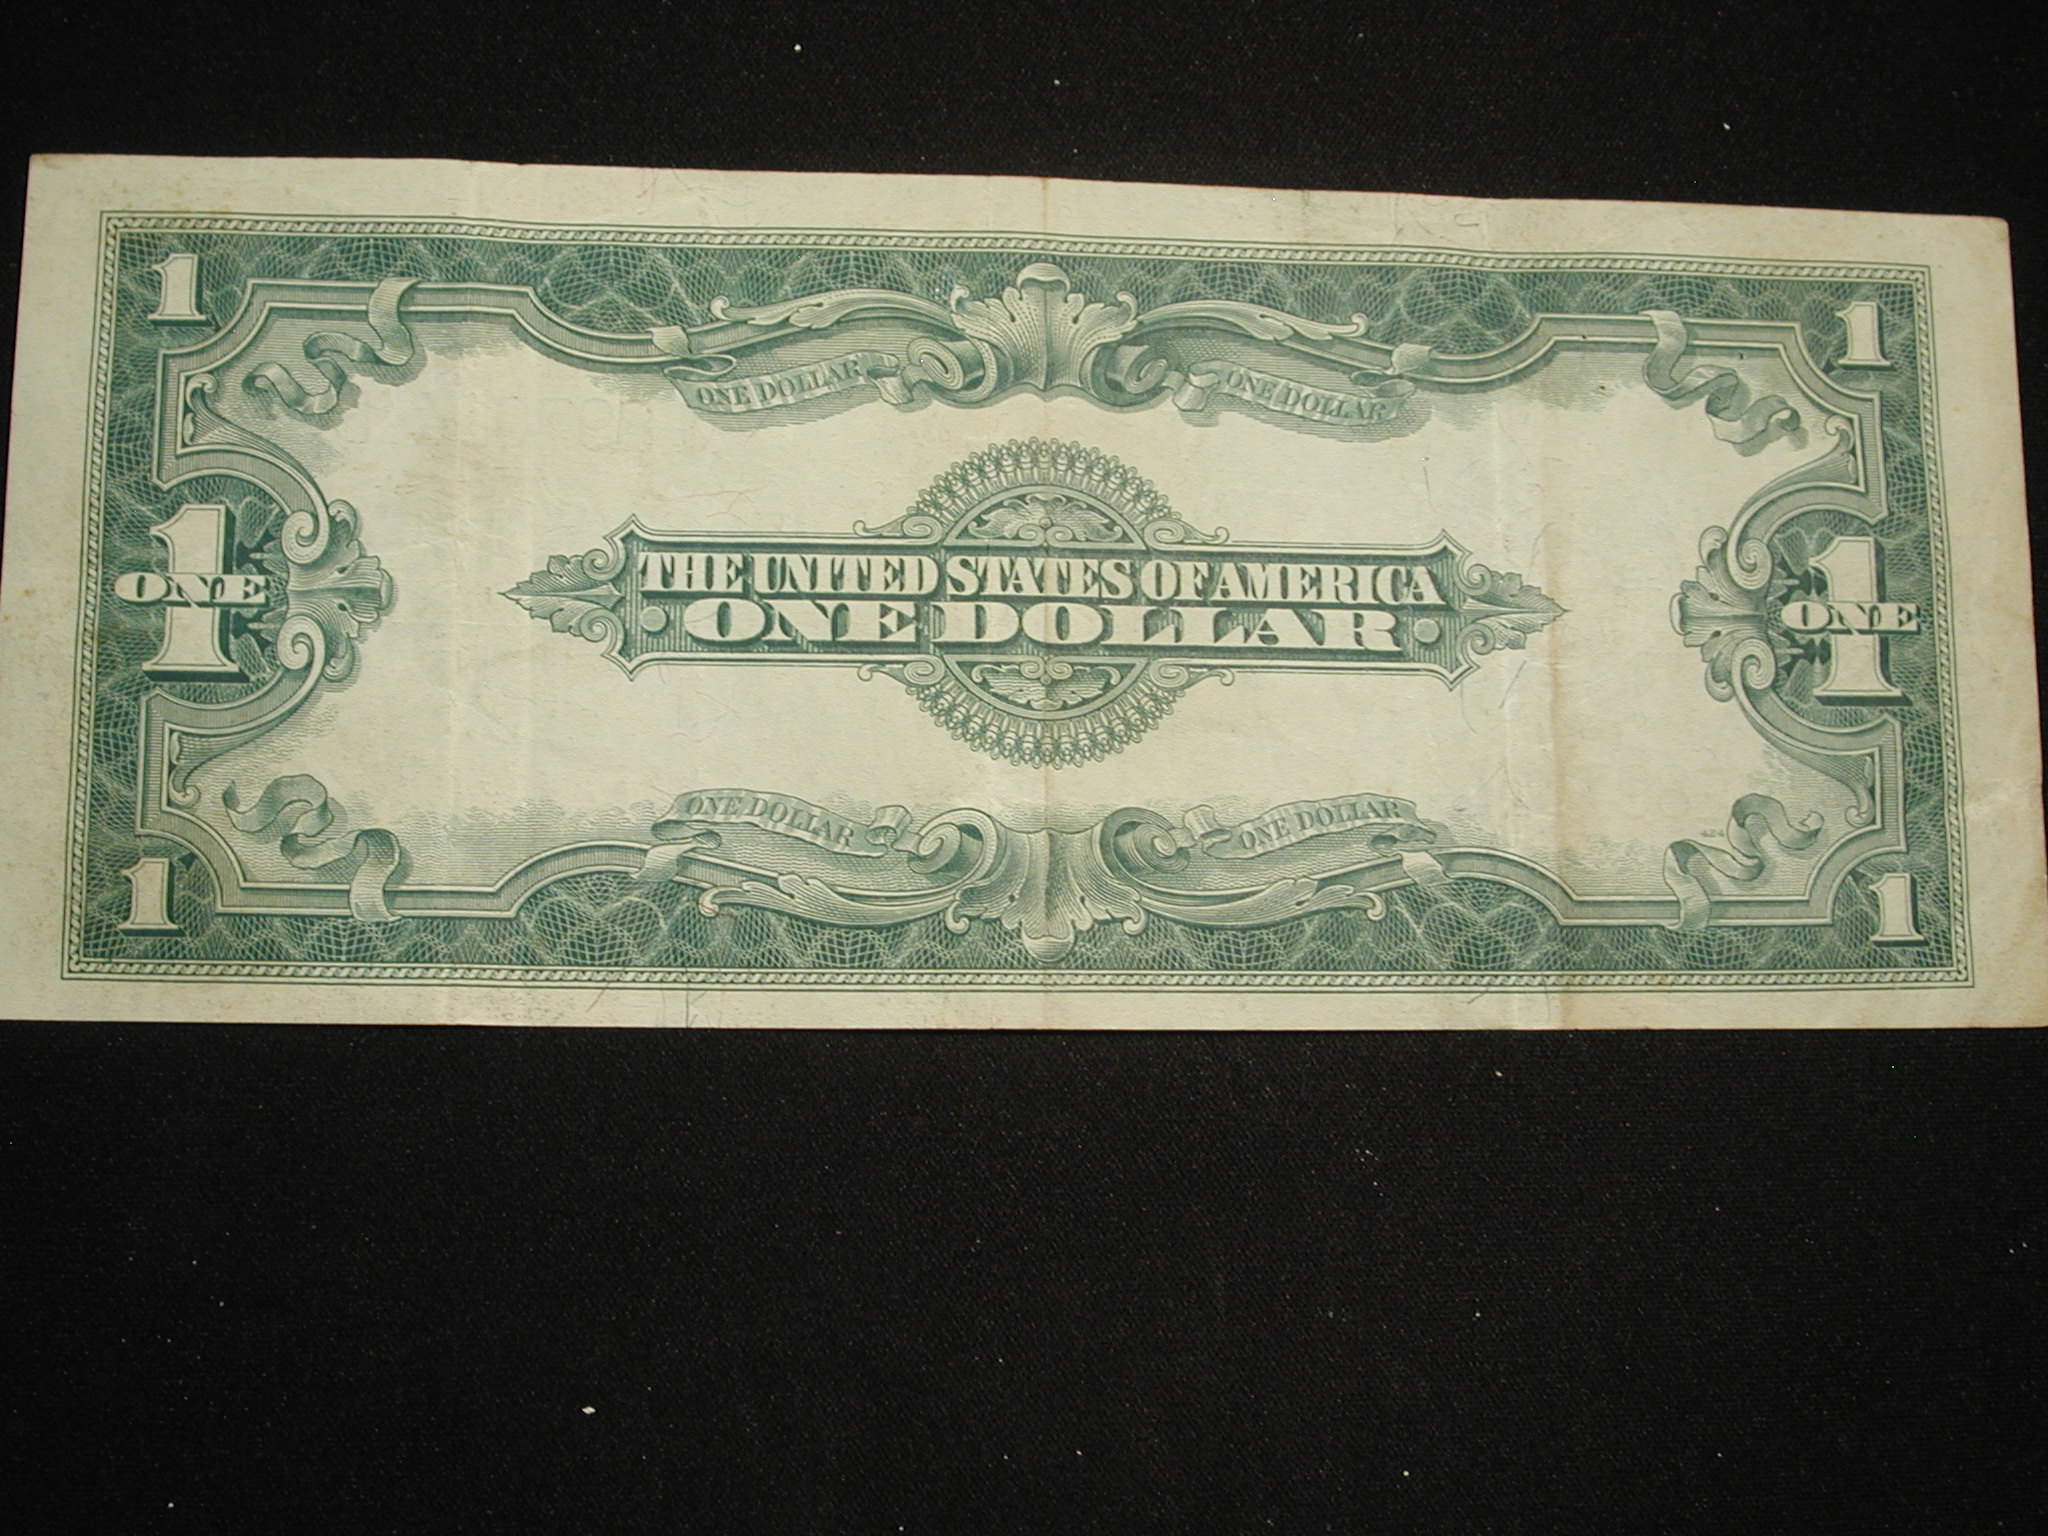 1
1
ONE DOLLAR
ONE DOLLAR
THE UNITED STATES OF AMERICA
ONE DOLLAR
1
ONE
1
ONE
ONE DOLLAR
ONE DOLLAR
1
1